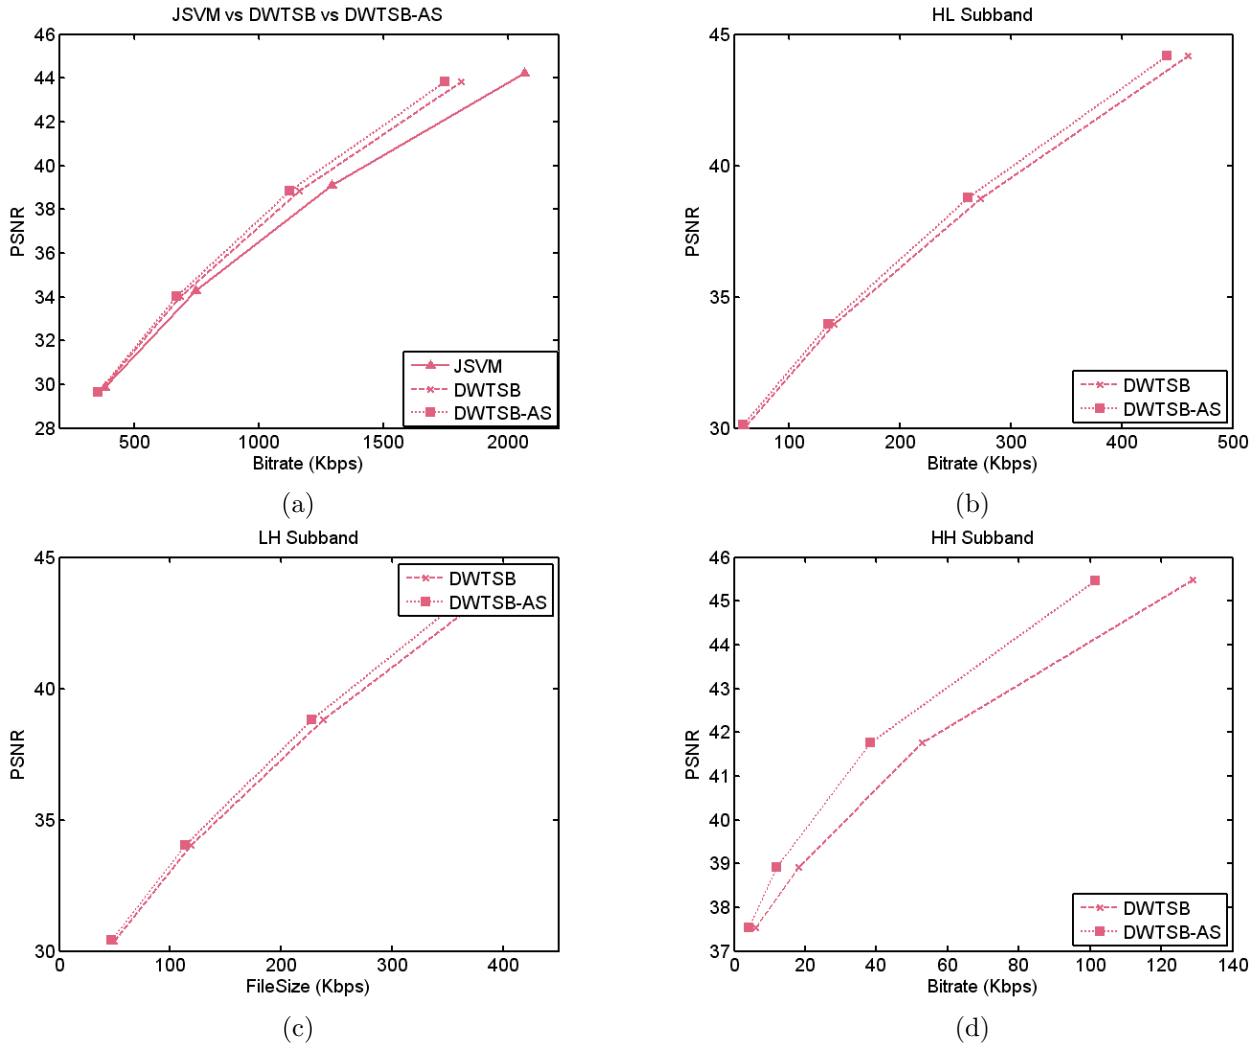 JSVM vs DWTSB vs DWTSB-AS
46
44
42
40
38
36
34
32
30
28
PSNR
500
1000
1500
2000
Bitrate (Kbps)
JSVM
DWTSB
DWTSB-AS
(a)
HL Subband
45
40
35
30
PSNR
100
200
300
400
500
Bitrate (Kbps)
DWTSB
DWTSB-AS
(b)
LH Subband
45
40
35
30
PSNR
0
100
200
300
400
FileSize (Kbps)
DWTSB
DWTSB-AS
(c)
HH Subband
46
45
44
43
42
41
40
39
38
37
PSNR
0
20
40
60
80
100
120
140
Bitrate (Kbps)
DWTSB
DWTSB-AS
(d)